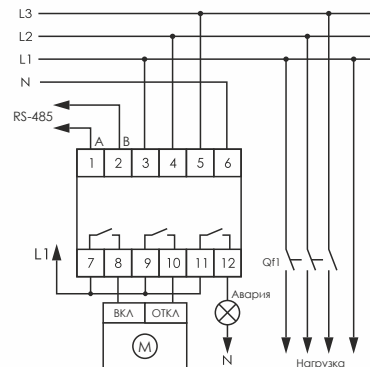 L3
L2
L1
N
RS-485
A B
1 2 3 4 5 6
L1
7 8 9 10 11 12
Qf1
Авария
ВКЛ ОТКЛ
M
N
Нагрузка